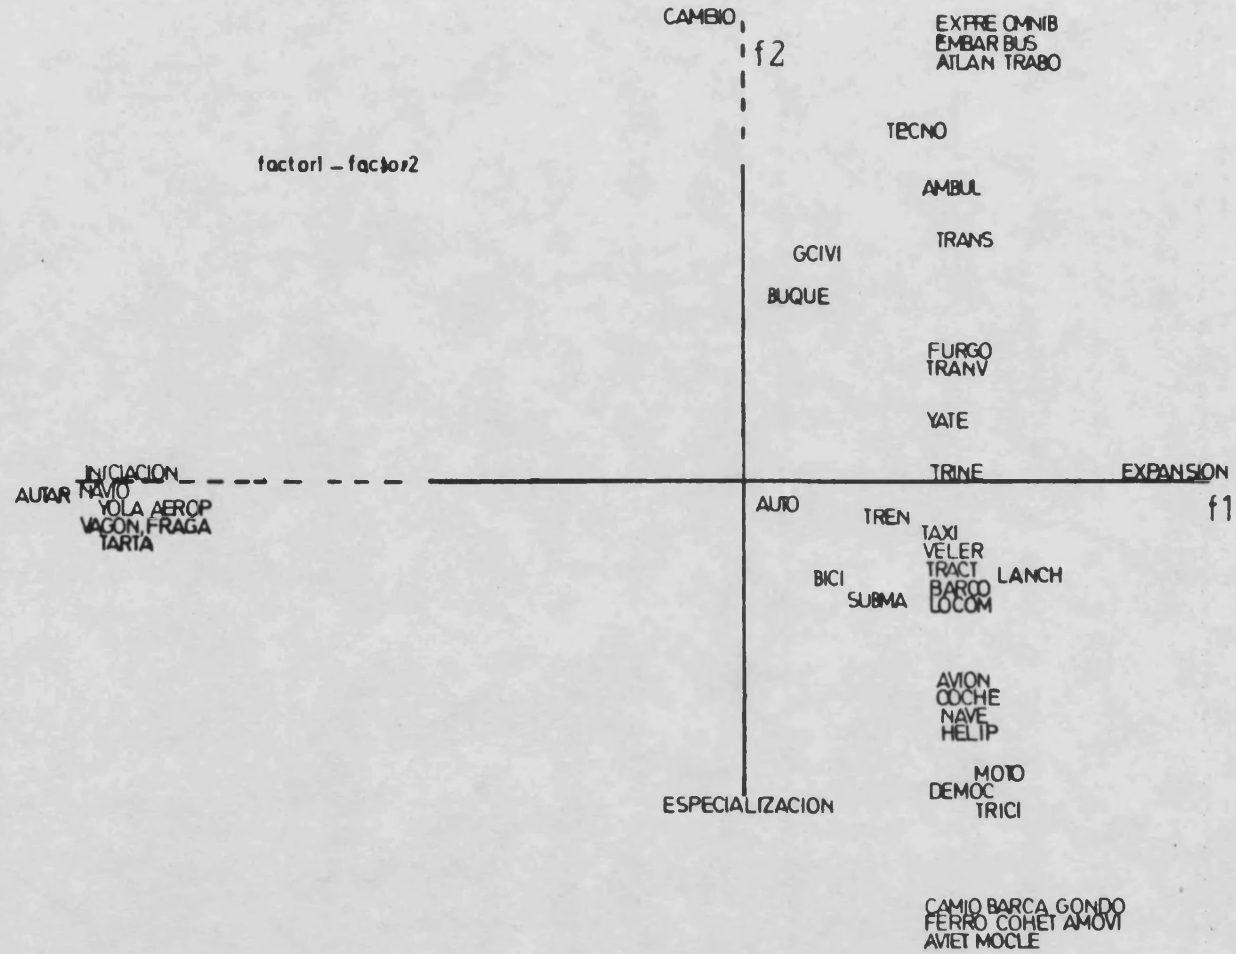 CAMBIO
EXPRE OMNIB
EMBAR BUS
ATLAN TRABO
f2
TECNO
factor1 - factor2
AMBUL
TRANS
GCIVI
BUQUE
FURGO
TRANV
YATE
INICIACION
TRINE
EXPANSION
AUTAR NAVIO
YOLA AEROP
AUTO
f1
VAGON, FRAGA
TREN
TARTA
TAXI
VELER
TRACT
LANCH
BICI
BARCO
SUBMA
LOCOM
AVION
COCHE
NAVE
HELIP
MOTO
DEMOC
ESPECIALIZACION
TRICI
CAMIO BARCA GONDO
FERRO COHET AMOVI
AVIET MOCLE